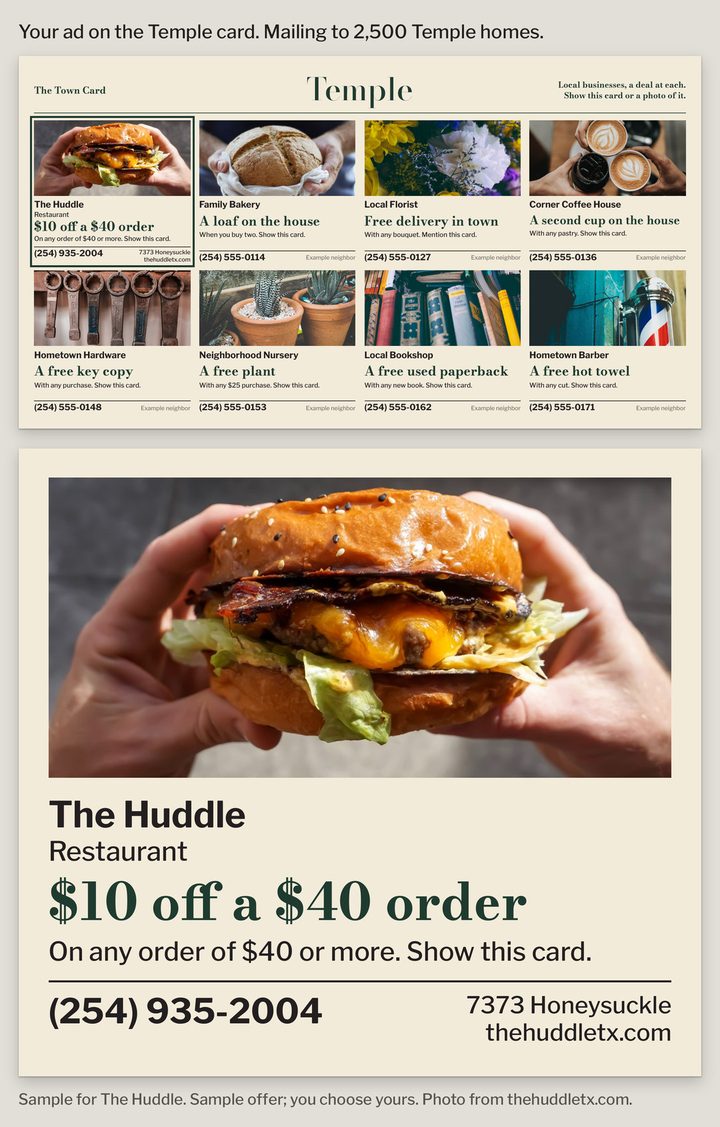 Your ad on the Temple card. Mailing to 2,500 Temple homes.
The Town Card
Temple
Local businesses, a deal at each.
Show this card or a photo of it.
The Huddle
Restaurant
$10 off a $40 order
On any order of $40 or more. Show this card.
(254) 935-2004
7373 Honeysuckle
thehuddletx.com
Family Bakery
A loaf on the house
When you buy two. Show this card.
(254) 555-0114
Example neighbor
Local Florist
Free delivery in town
With any bouquet. Mention this card.
(254) 555-0127
Example neighbor
Corner Coffee House
A second cup on the house
With any pastry. Show this card.
(254) 555-0136
Example neighbor
Hometown Hardware
A free key copy
With any purchase. Show this card.
(254) 555-0148
Example neighbor
Neighborhood Nursery
A free plant
With any $25 purchase. Show this card.
(254) 555-0153
Example neighbor
Local Bookshop
A free used paperback
With any new book. Show this card.
(254) 555-0162
Example neighbor
Hometown Barber
A free hot towel
With any cut. Show this card.
(254) 555-0171
Example neighbor
The Huddle
Restaurant
$10 off a $40 order
On any order of $40 or more. Show this card.
(254) 935-2004
7373 Honeysuckle
thehuddletx.com
Sample for The Huddle. Sample offer; you choose yours. Photo from thehuddletx.com.